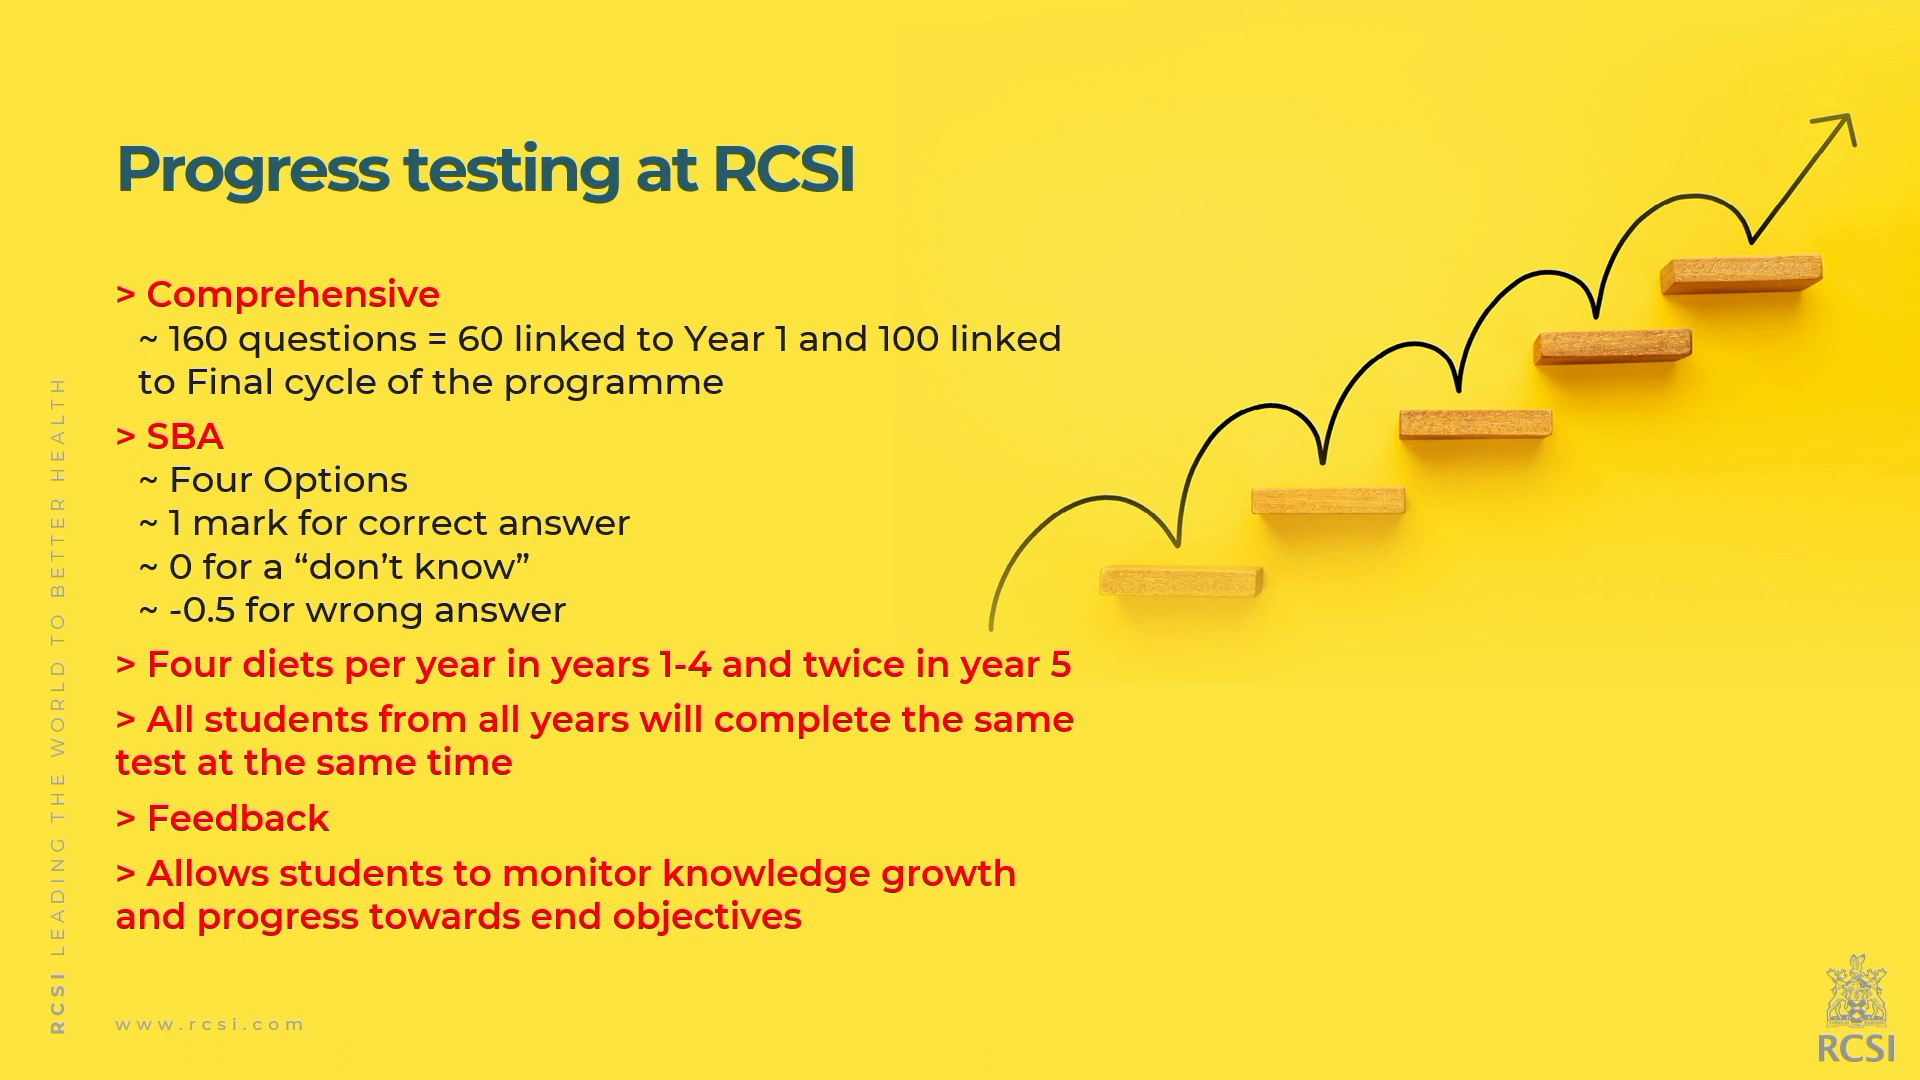 Progress testing at RCSI
> Comprehensive
~ 160 questions = 60 linked to Year 1 and 100 linked
to Final cycle of the programme
> SBA
~ Four Options
~ 1 mark for correct answer
~ 0 for a “don’t know”
~ -0.5 for wrong answer
> Four diets per year in years 1-4 and twice in year 5
> All students from all years will complete the same
test at the same time
> Feedback
> Allows students to monitor knowledge growth
and progress towards end objectives
RCSI LEADING THE WORLD TO BETTER HEALTH
www.rcsi.com
RCSI